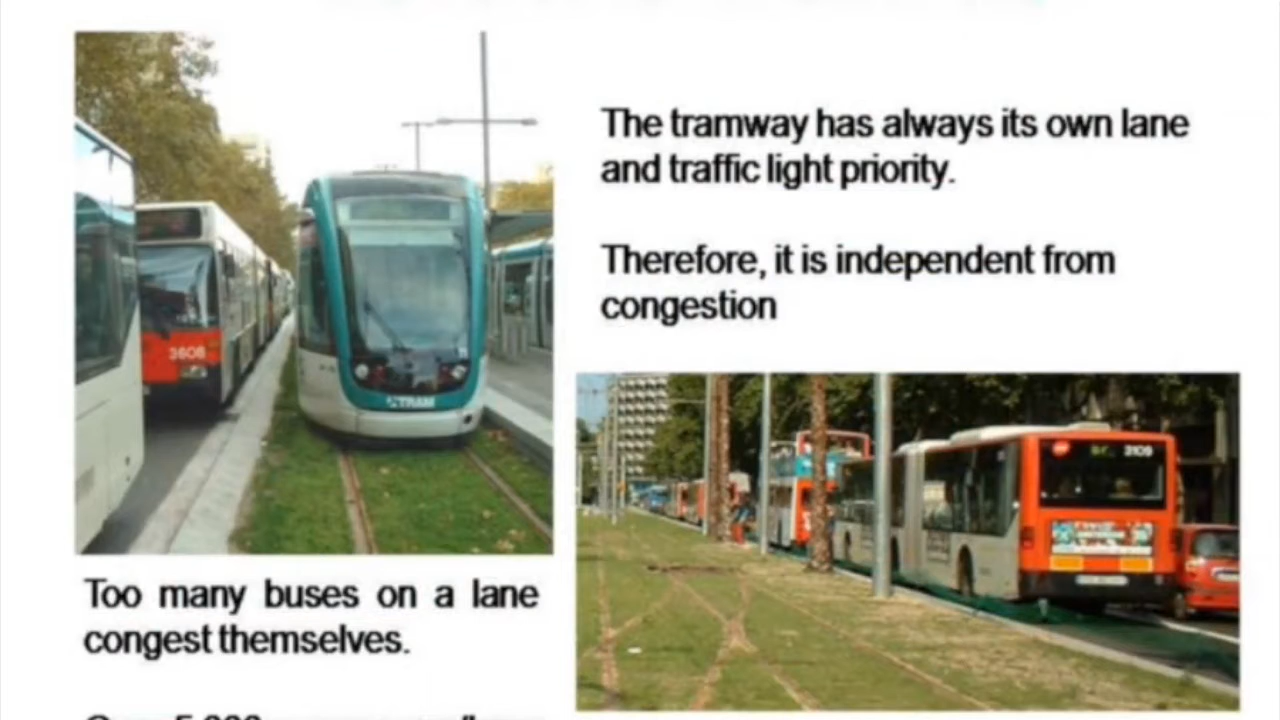 The tramway has always its own lane
and traffic light priority.
Therefore, it is independent from
congestion
3608
TRAM
3109
Too many buses on a lane
congest themselves.